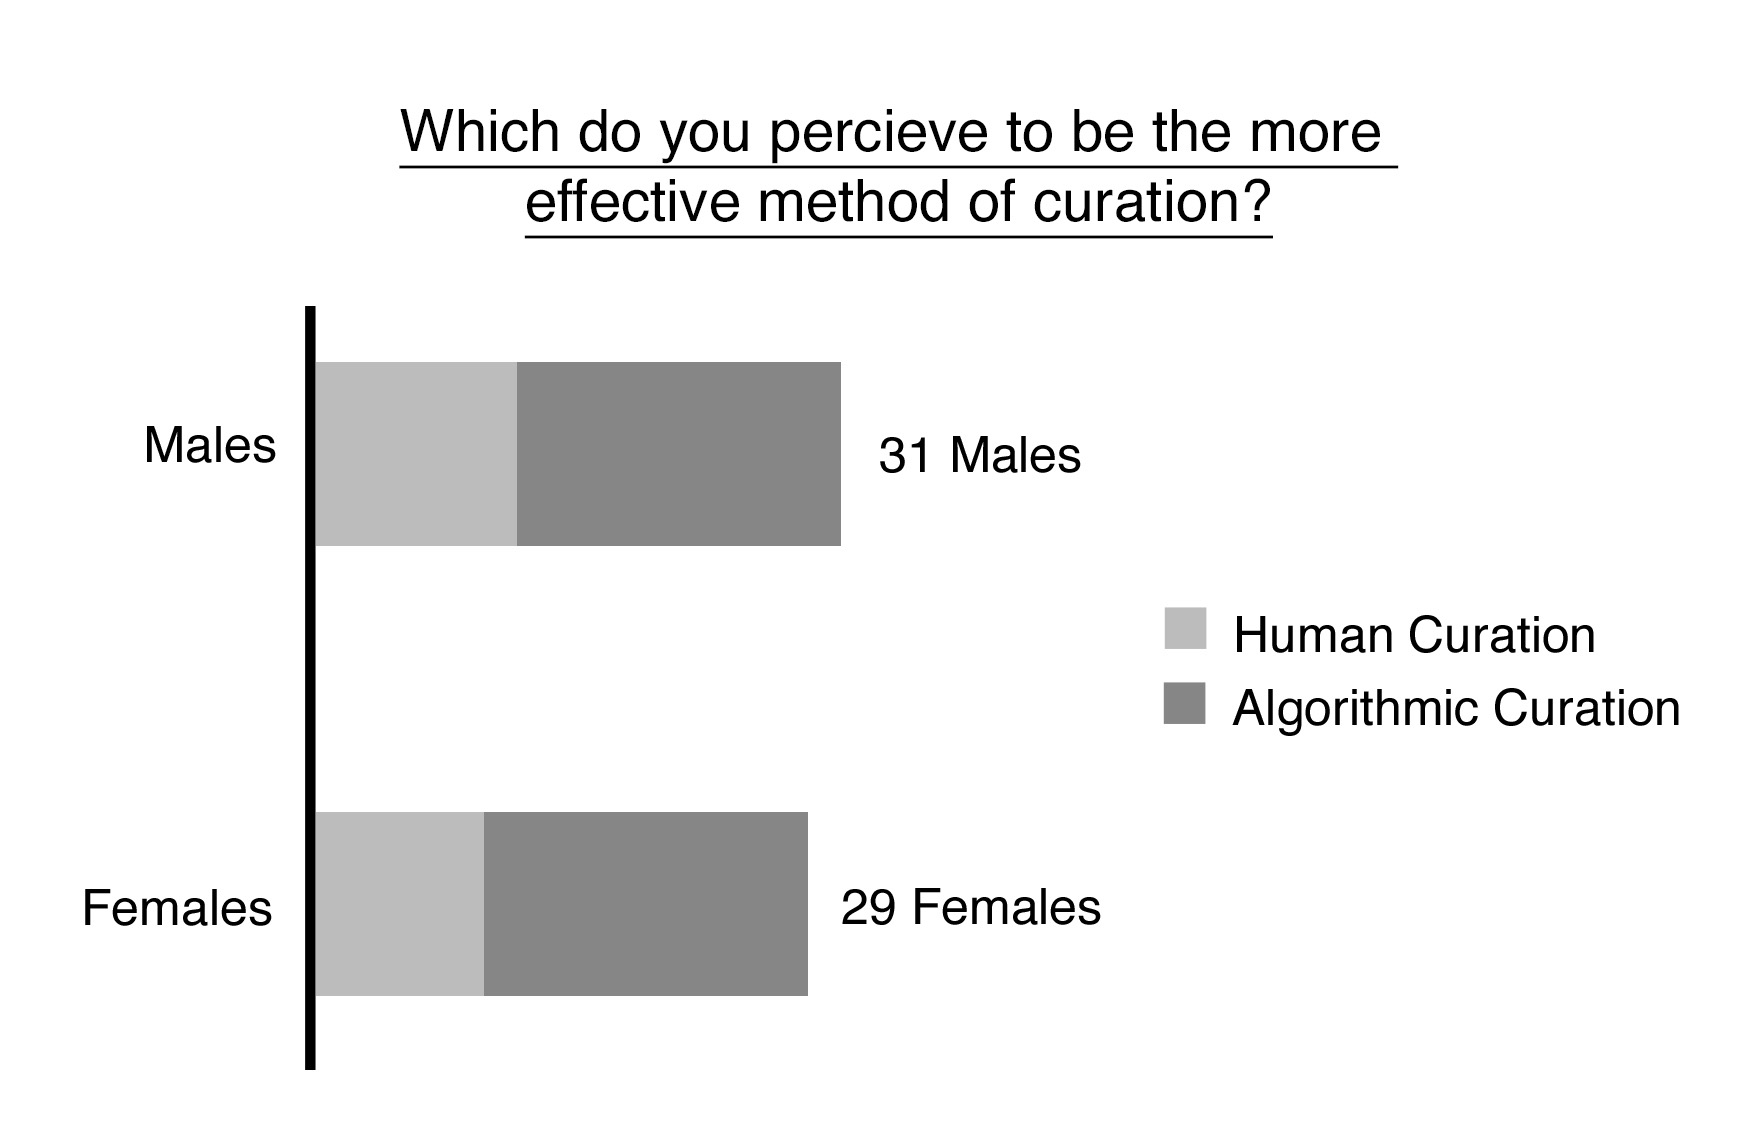 Which do you percieve to be the more
effective method of curation?
Males
31 Males
Human Curation
Algorithmic Curation
Females
29 Females